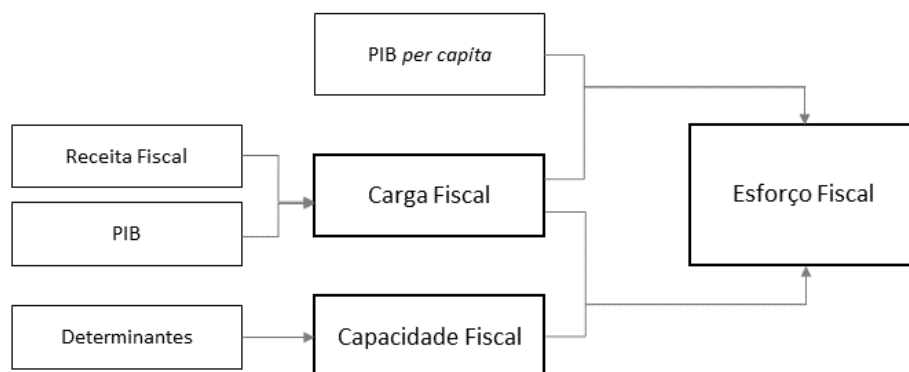 PIB per capita
Receita Fiscal
Carga Fiscal
Esforço Fiscal
PIB
Determinantes
Capacidade Fiscal